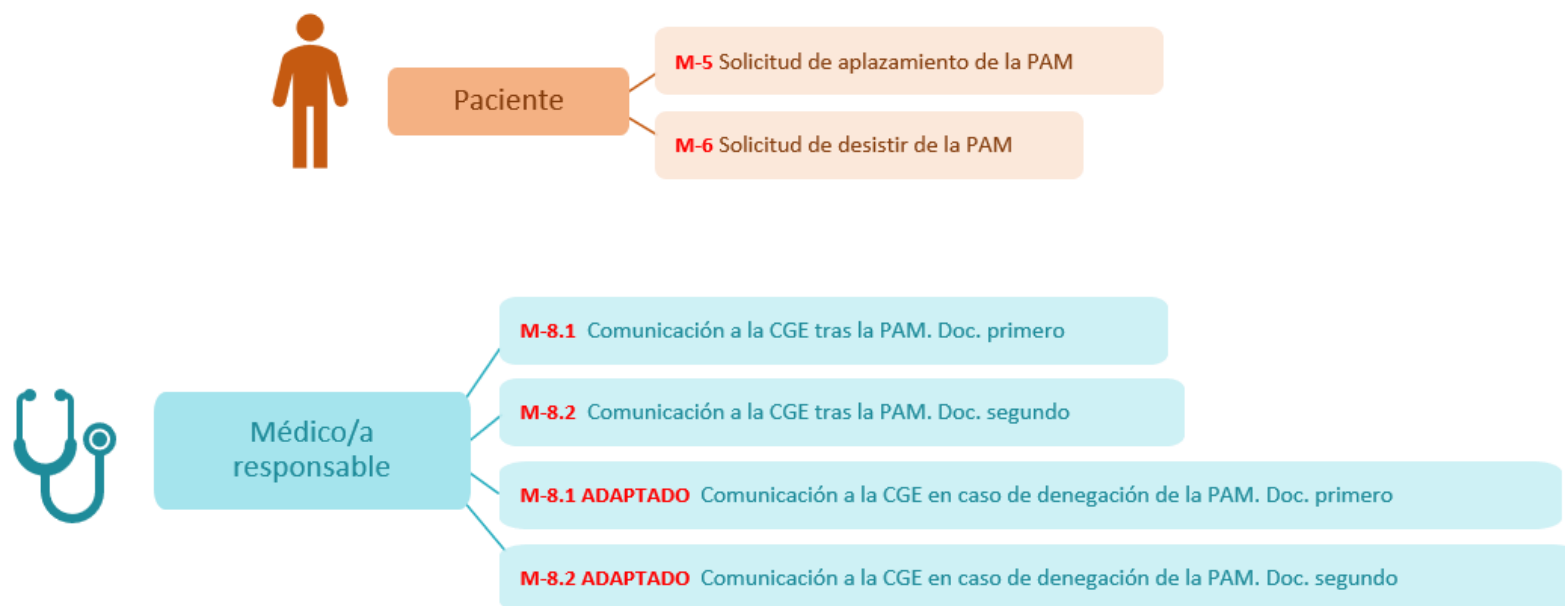 Paciente
M-5 Solicitud de aplazamiento de la PAM
M-6 Solicitud de desistir de la PAM
Médico/a
responsable
M-8.1 Comunicación a la CGE tras la PAM. Doc. primero
M-8.2 Comunicación a la CGE tras la PAM. Doc. segundo
M-8.1 ADAPTADO Comunicación a la CGE en caso de denegación de la PAM. Doc. primero
M-8.2 ADAPTADO Comunicación a la CGE en caso de denegación de la PAM. Doc. segundo